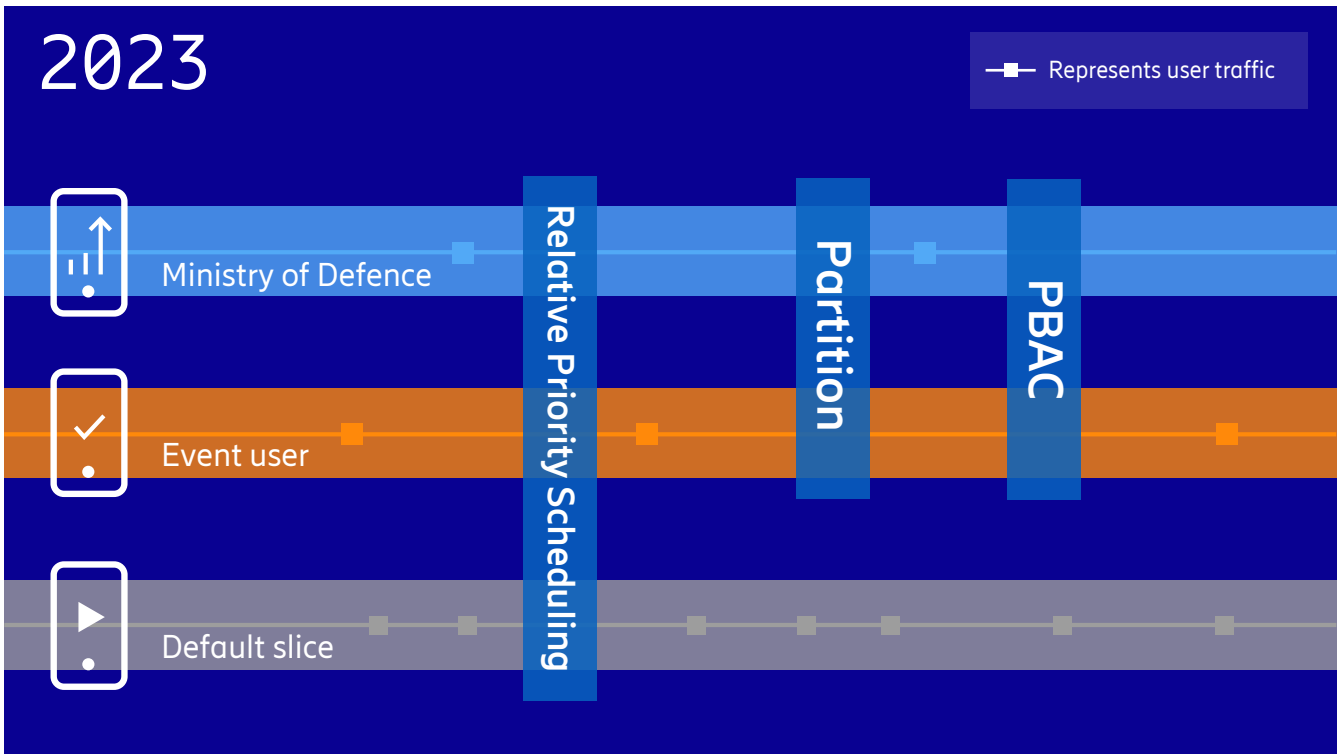 2023
Represents user traffic
Ministry of Defence
Event user
Default slice
Relative Priority Scheduling
Partition
PBAC